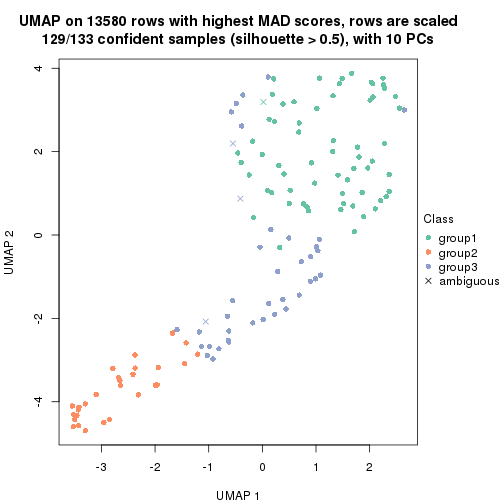 UMAP on 13580 rows with highest MAD scores, rows are scaled
129/133 confident samples (silhouette > 0.5), with 10 PCs
4
2
0
-2
-4
UMAP 2
-3
-2
-1
0
1
2
UMAP 1
Class
group1
group2
group3
ambiguous